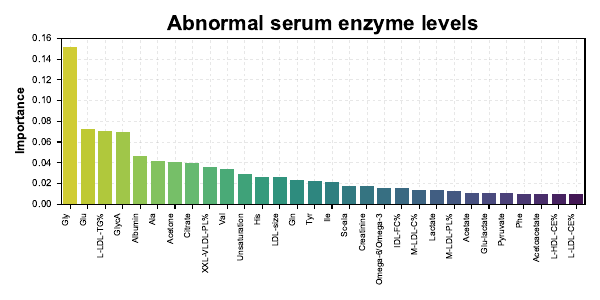 Abnormal serum enzyme levels
Importance
0.16
0.14
0.12
0.10
0.08
0.06
0.04
0.02
0.00
Gly
Glu
L-LDL-TG%
GlycA
Albumin
Ala
Acetone
Citrate
XXL-VLDL-PL%
Val
Unsaturation
His
LDL-size
Gln
Tyr
Ile
Creatinine
Omega-6/Omega-3
IDL-FC%
M-LDL-C%
Lactate
M-LDL-PL%
Acetate
Glu-lactate
Pyruvate
Phe
Acetoacetate
L-HDL-CE%
L-LDL-CE%